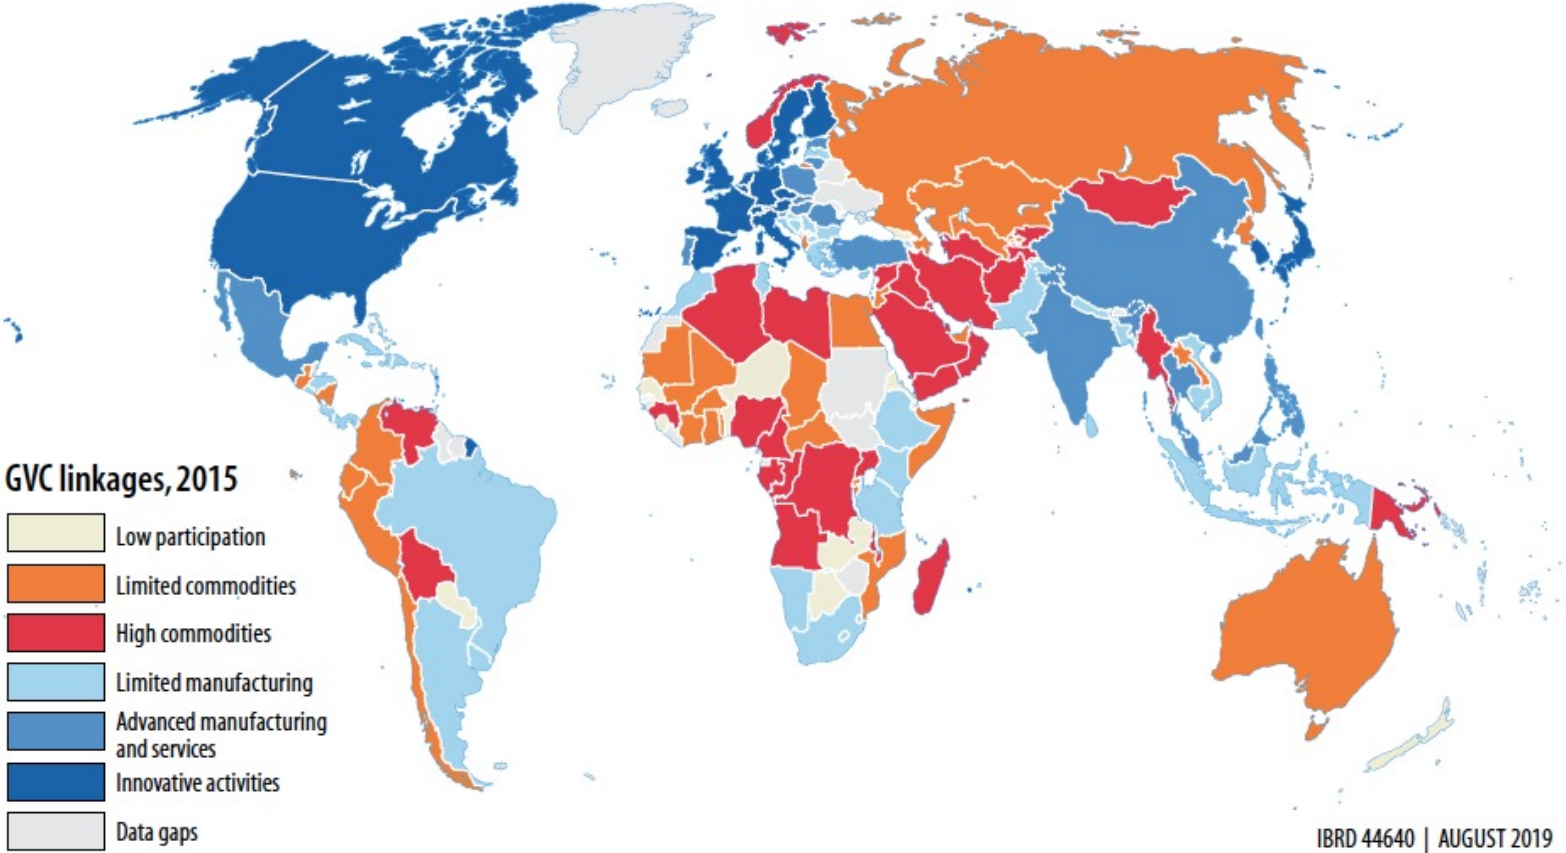 GVC linkages, 2015
Low participation
Limited commodities
High commodities
Limited manufacturing
Advanced manufacturing
and services
Innovative activities
Data gaps
IBRD 44640 | AUGUST 2019